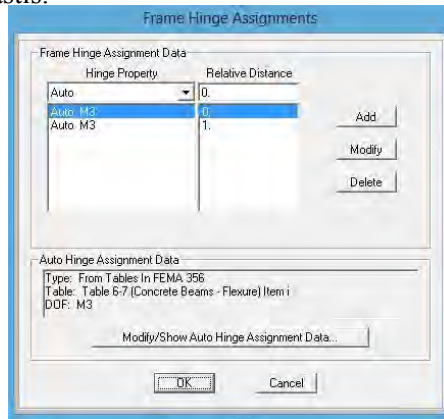 Frame Hinge Assignments
Frame Hinge Assignment Data
Hinge Property Relative Distance
Auto 0.
Auto M3 0.
Auto M3 1.
Add
Modify
Delete
Auto Hinge Assignment Data
Type: From Tables In FEMA 356
Table: Table 6-7 (Concrete Beams - Flexure) Item i
DOF: M3
Modify/Show Auto Hinge Assignment Data...
OK Cancel